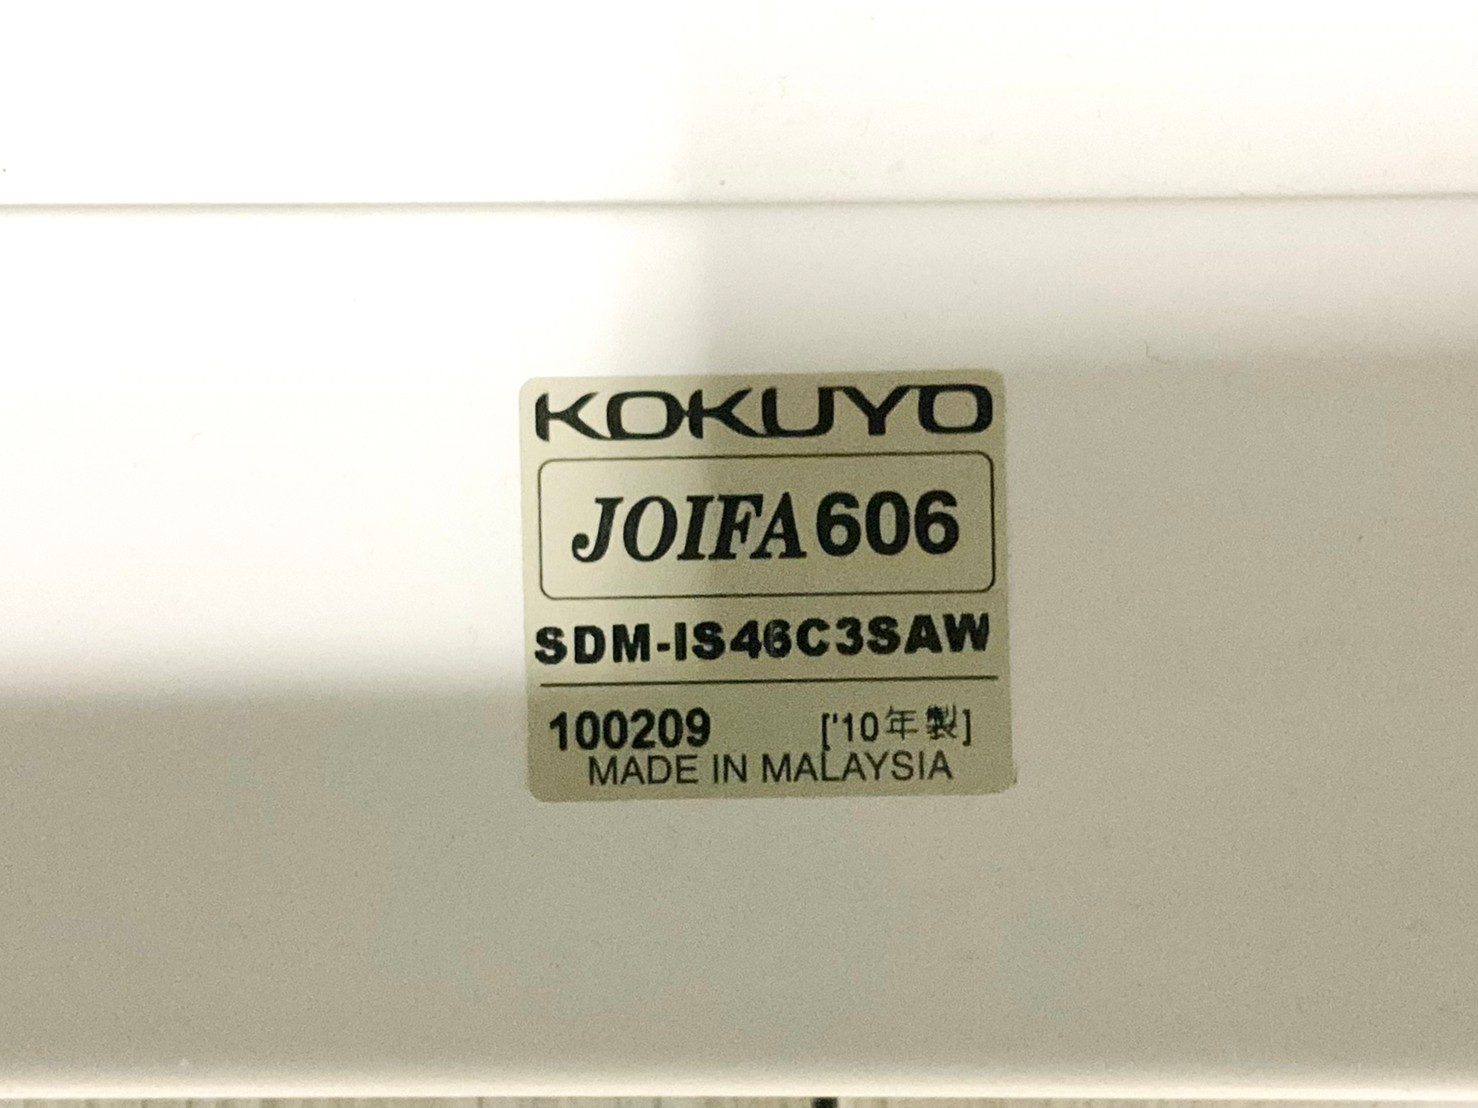 KOKUYO
JOIFA606
SDM-IS46C3SAW
100209 ['10年製]
MADE IN MALAYSIA